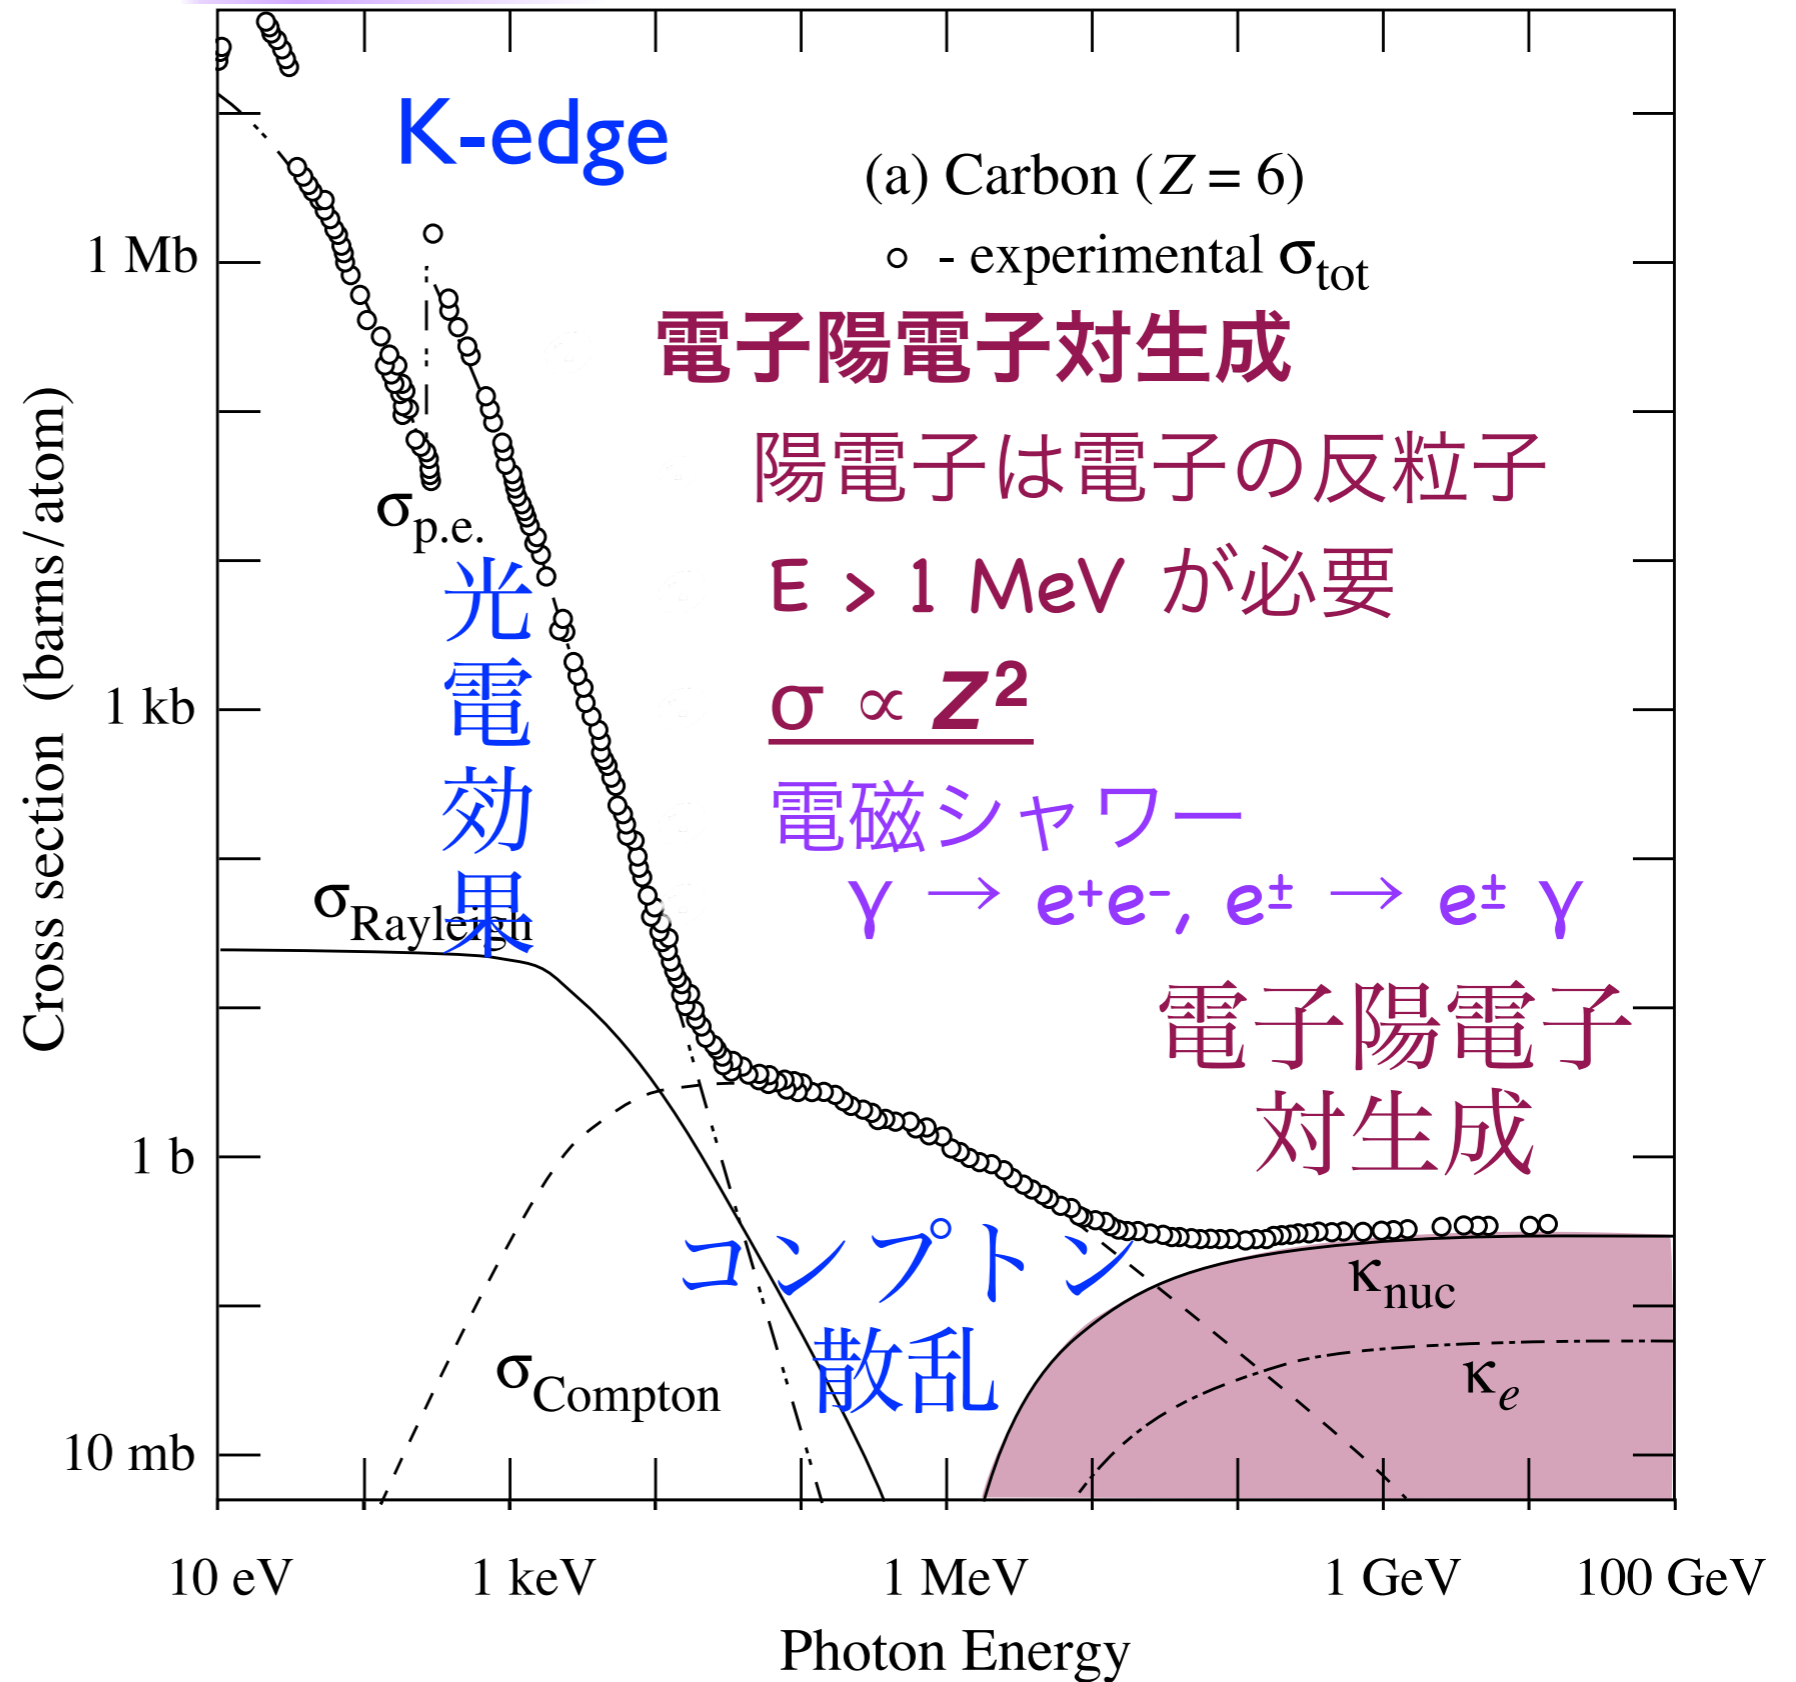 K-edge
(a) Carbon (Z = 6)
- experimental σtot
1 Mb
電子陽電子対生成
陽電子は電子の反粒子
σp.e.
E > 1 MeV が必要
光電効果
1 kb
σ ∝ Z²
電磁シャワー
γ → e⁺e⁻, e± → e± γ
σRayleigh
電子陽電子
対生成
1 b
コンプトン
散乱
κnuc
κe
σCompton
10 mb
Cross section (barns/atom)
10 eV 1 keV 1 MeV 1 GeV 100 GeV
Photon Energy